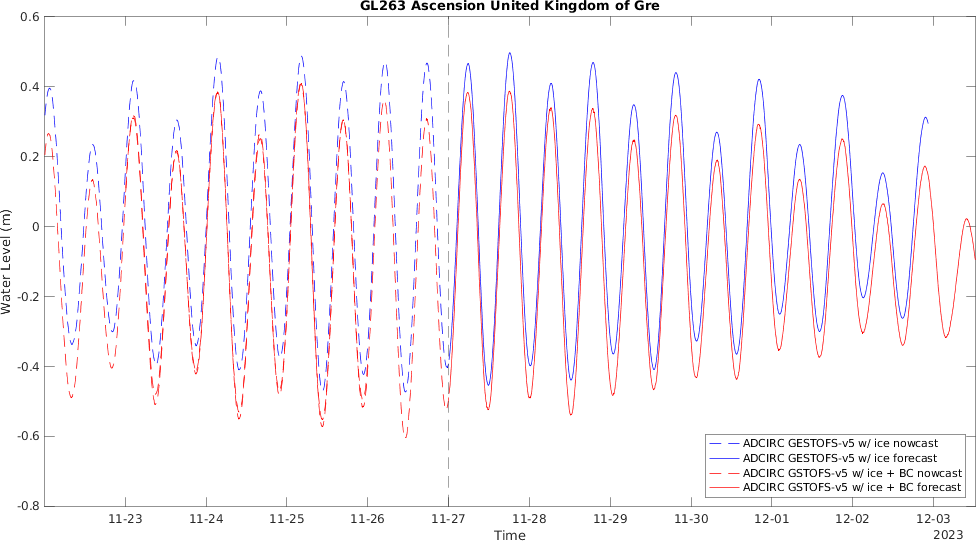 GL263 Ascension United Kingdom of Gre
0.6
0.4
0.2
0
-0.2
-0.4
-0.6
-0.8
Water Level (m)
ADCIRC GESTOFS-v5 w/ ice nowcast
ADCIRC GESTOFS-v5 w/ ice forecast
ADCIRC GSTOFS-v5 w/ ice + BC nowcast
ADCIRC GSTOFS-v5 w/ ice + BC forecast
11-23 11-24 11-25 11-26 11-27 11-28 11-29 11-30 12-01 12-02 12-03
Time
2023